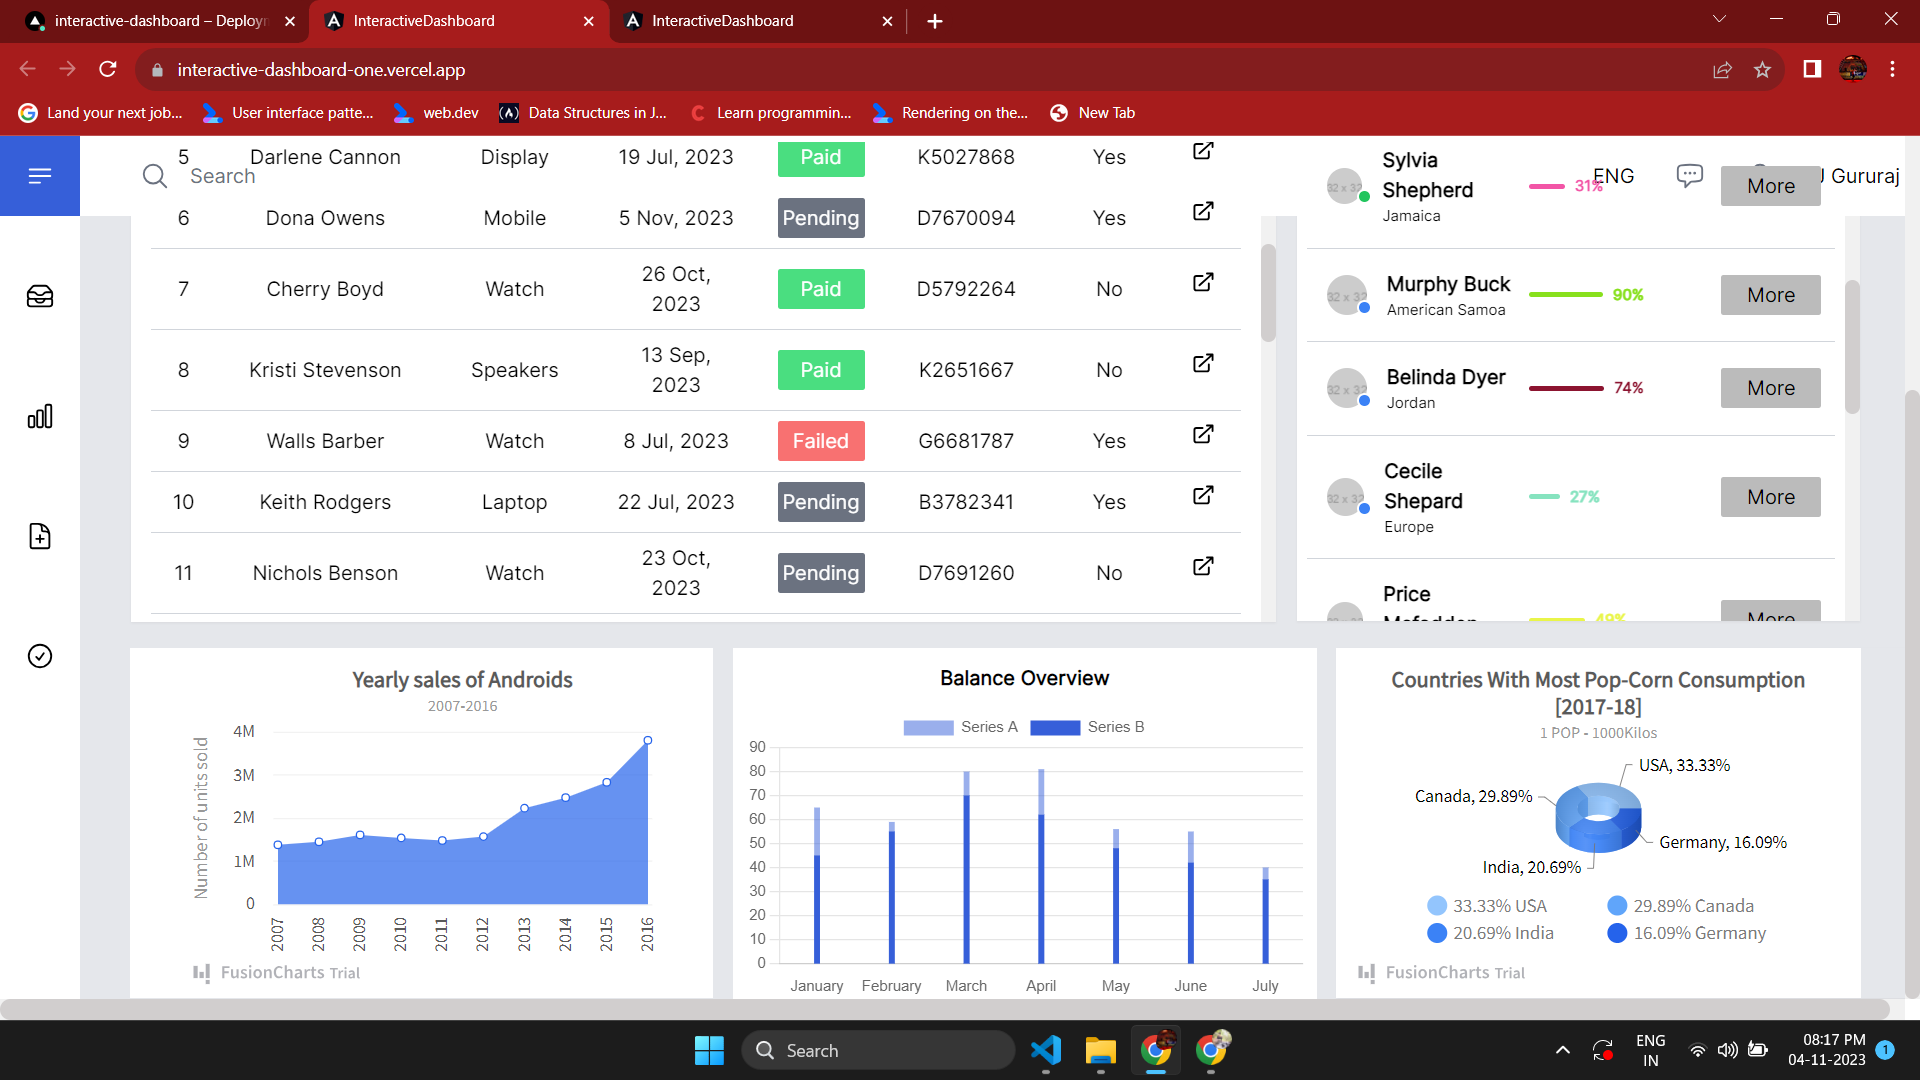 interactive-dashboard – Deploy
InteractiveDashboard
InteractiveDashboard
interactive-dashboard-one.vercel.app
Land your next job...
User interface patte...
web.dev
Data Structures in J...
Learn programmin...
Rendering on the...
New Tab
Search
ENG
J Gururaj
5 Darlene Cannon Display 19 Jul, 2023 Paid K5027868 Yes
6 Dona Owens Mobile 5 Nov, 2023 Pending D7670094 Yes
7 Cherry Boyd Watch 26 Oct,
2023 Paid D5792264 No
8 Kristi Stevenson Speakers 13 Sep,
2023 Paid K2651667 No
9 Walls Barber Watch 8 Jul, 2023 Failed G6681787 Yes
10 Keith Rodgers Laptop 22 Jul, 2023 Pending B3782341 Yes
11 Nichols Benson Watch 23 Oct,
2023 Pending D7691260 No
32 x 32
Sylvia
Shepherd
Jamaica
31%
More
32 x 32
Murphy Buck
American Samoa
90%
More
32 x 32
Belinda Dyer
Jordan
74%
More
32 x 32
Cecile
Shepard
Europe
27%
More
Price
Mcfadden
49%
More
Yearly sales of Androids
2007-2016
Number of units sold
4M
3M
2M
1M
0
2007 2008 2009 2010 2011 2012 2013 2014 2015 2016
FusionCharts Trial
Balance Overview
Series A Series B
90
80
70
60
50
40
30
20
10
0
January February March April May June July
Countries With Most Pop-Corn Consumption
[2017-18]
1 POP - 1000Kilos
USA, 33.33%
Canada, 29.89%
Germany, 16.09%
India, 20.69%
33.33% USA 29.89% Canada
20.69% India 16.09% Germany
FusionCharts Trial
Search
ENG
IN
08:17 PM
04-11-2023
1